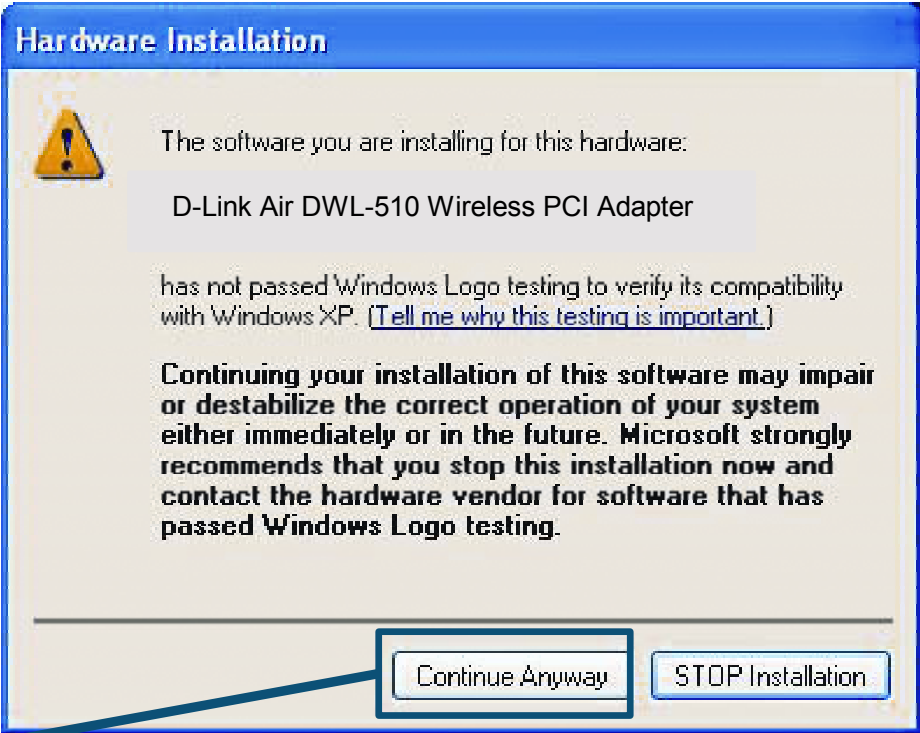 Hardware Installation
The software you are installing for this hardware:
D-Link Air DWL-510 Wireless PCI Adapter
has not passed Windows Logo testing to verify its compatibility
with Windows XP. (Tell me why this testing is important.)
Continuing your installation of this software may impair
or destabilize the correct operation of your system
either immediately or in the future. Microsoft strongly
recommends that you stop this installation now and
contact the hardware vendor for software that has
passed Windows Logo testing.
Continue Anyway
STOP Installation